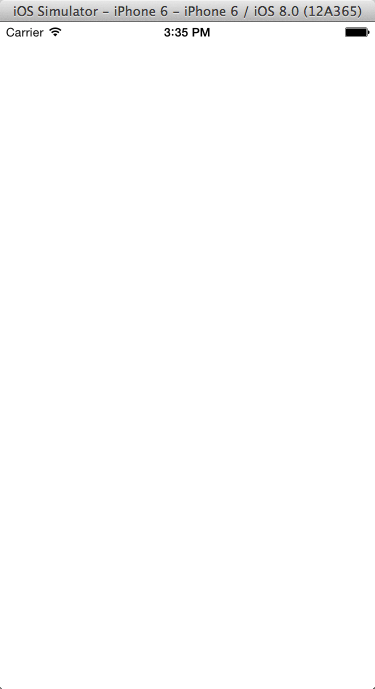 iOS Simulator - iPhone 6 - iPhone 6 / iOS 8.0 (12A365)
Carrier 3:35 PM